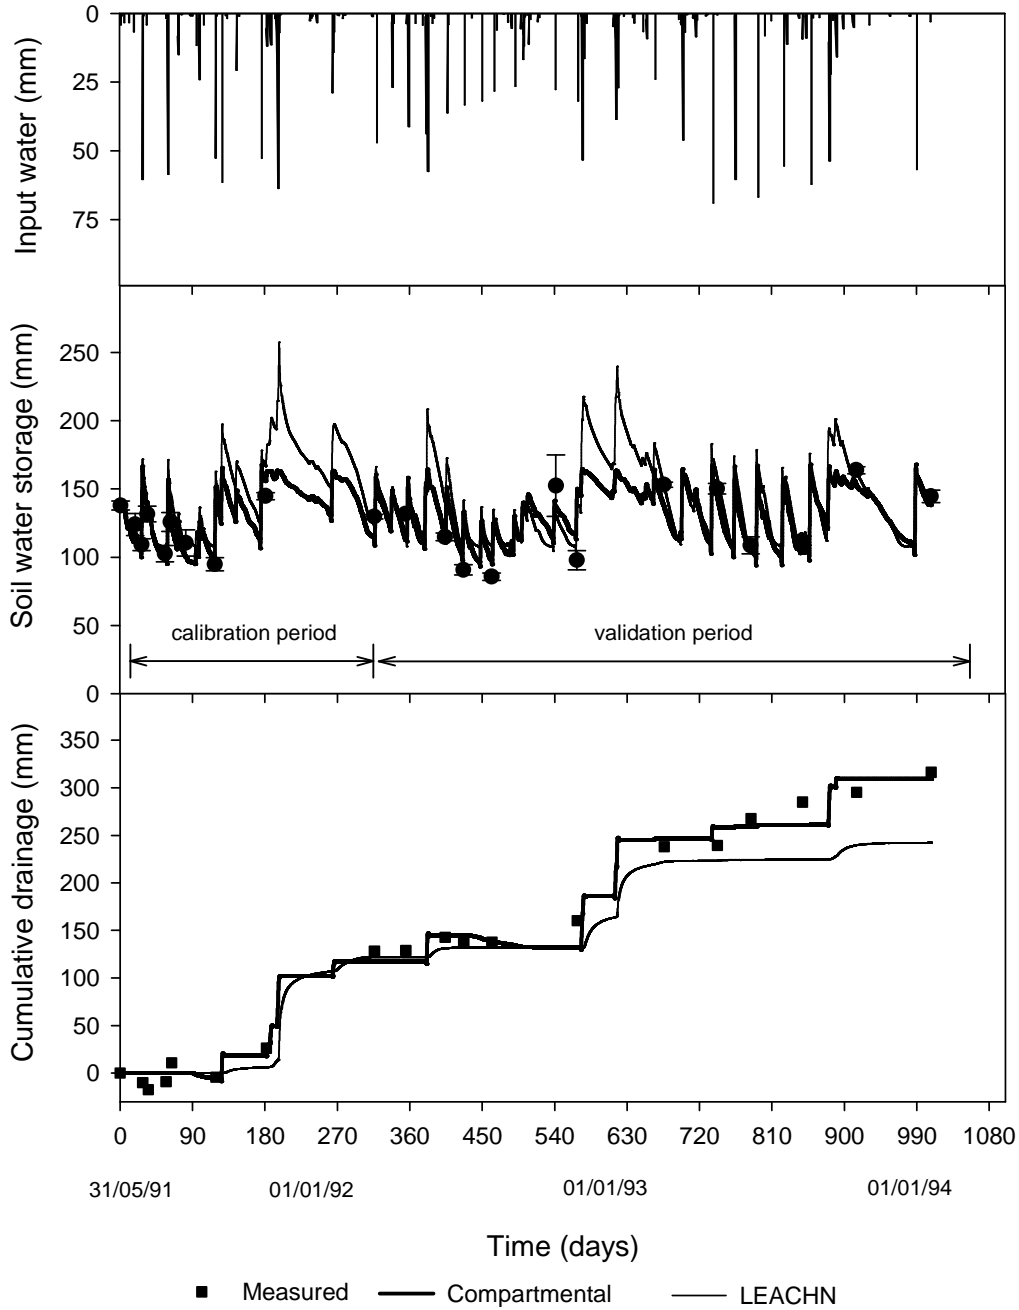 0
25
50
75
Input water (mm)
250
200
150
100
50
0
Soil water storage (mm)
calibration period
validation period
350
300
250
200
150
100
50
0
Cumulative drainage (mm)
0 90 180 270 360 450 540 630 720 810 900 990 1080
31/05/91 01/01/92 01/01/93 01/01/94
Time (days)
Measured Compartmental LEACHN